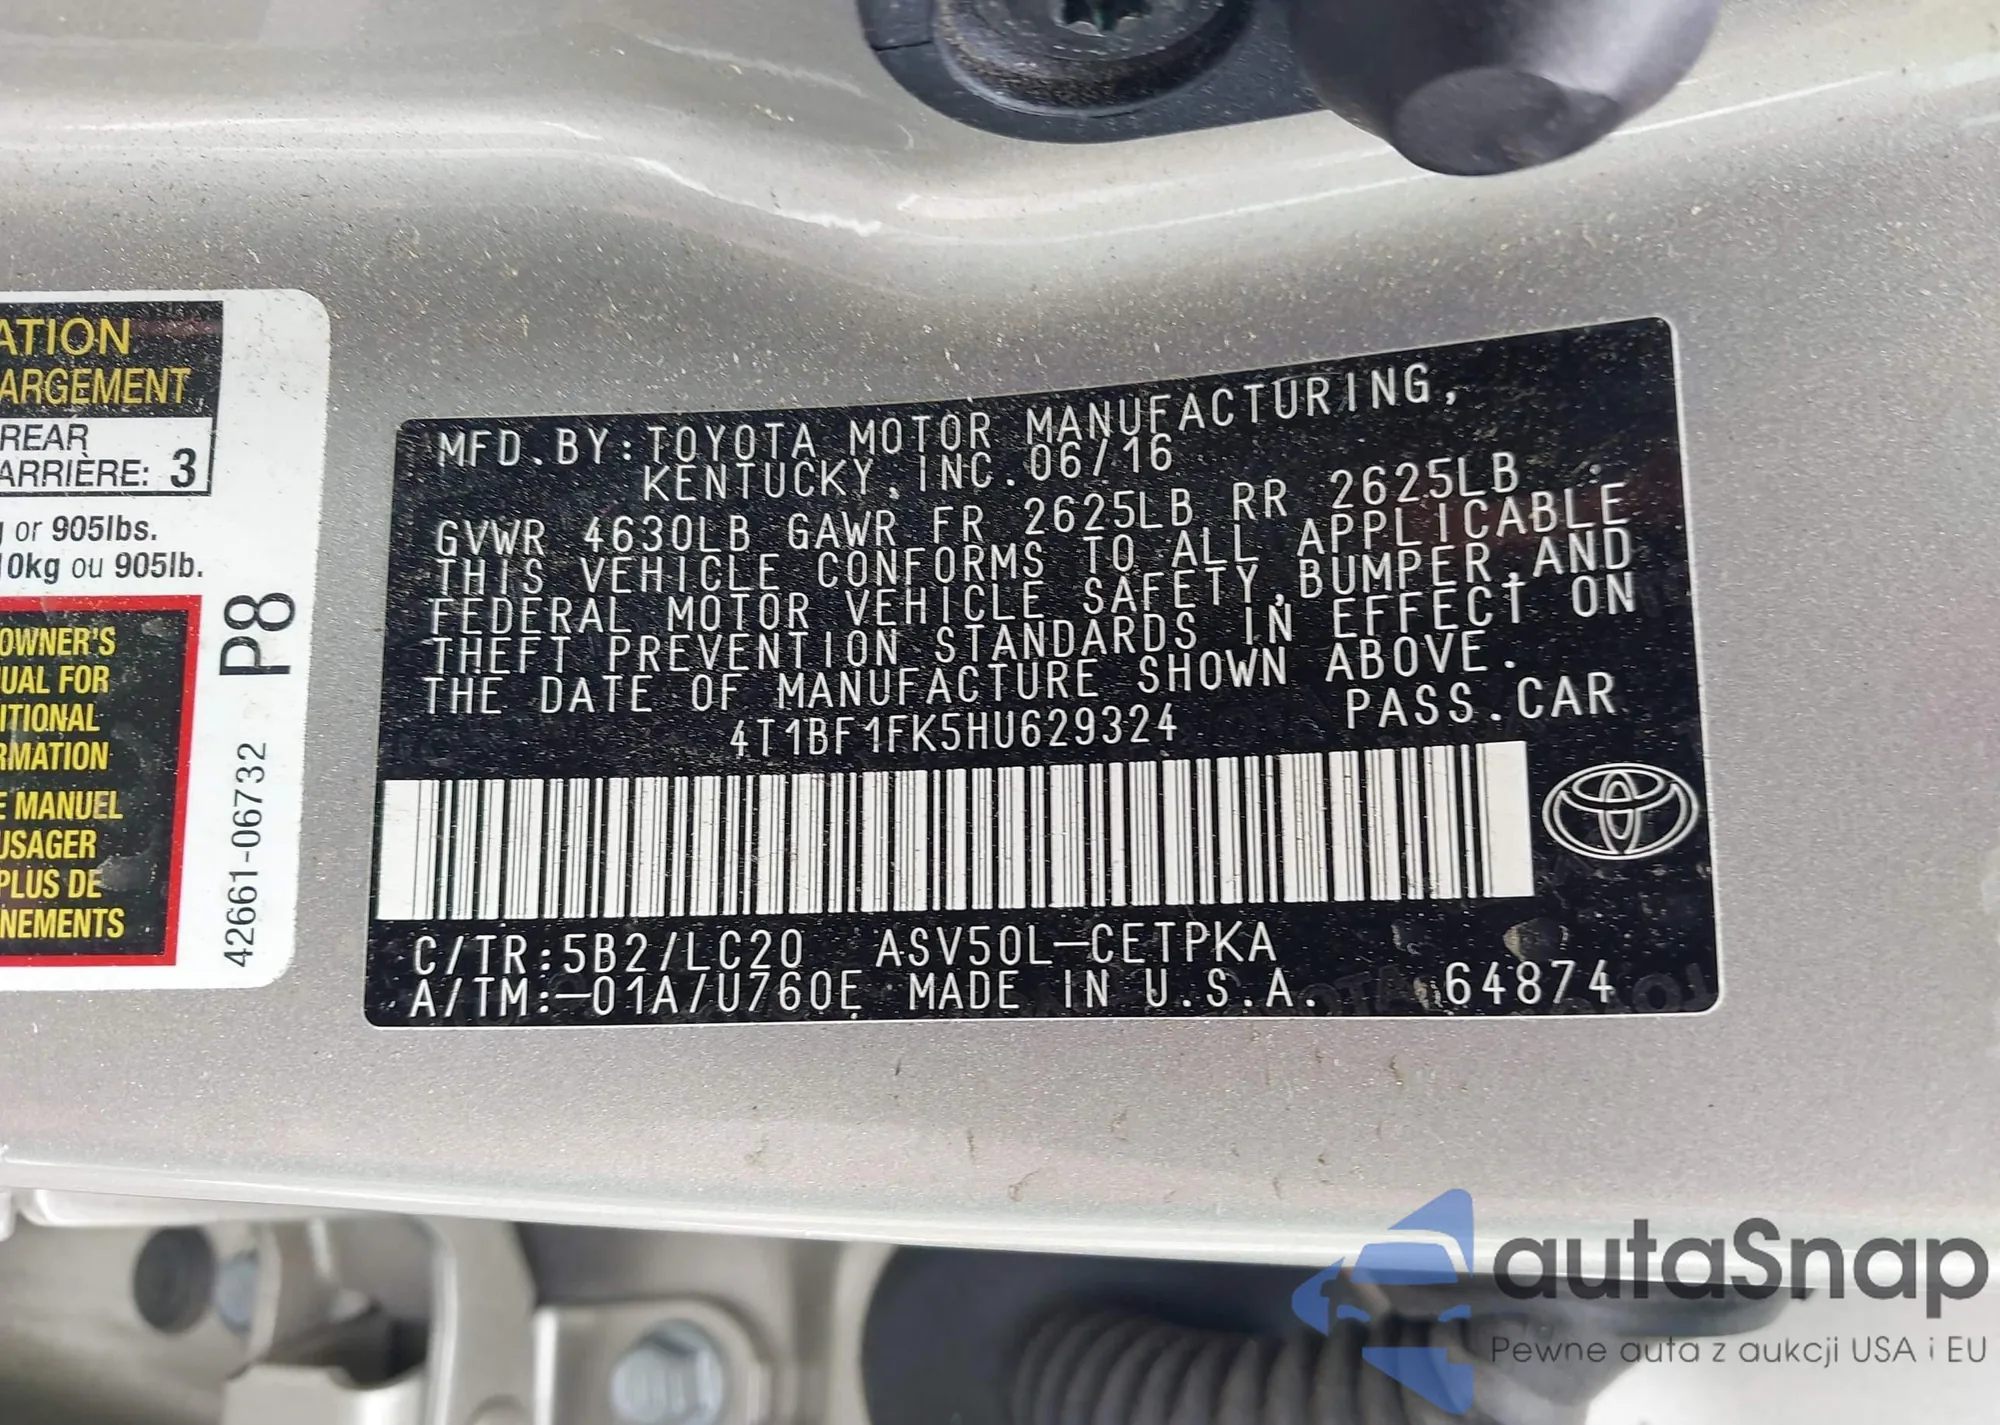 ATION
ARGEMENT
REAR
ARRIÈRE: 3
g or 905lbs.
10kg ou 905lb.
OWNER'S
UAL FOR
ITIONAL
RMATION
E MANUEL
USAGER
PLUS DE
NEMENTS
P8
42661-06732
MFD.BY:TOYOTA MOTOR MANUFACTURING,
KENTUCKY, INC. 06/16
GVWR 4630LB GAWR FR 2625LB RR 2625LB
THIS VEHICLE CONFORMS TO ALL APPLICABLE
FEDERAL MOTOR VEHICLE SAFETY, BUMPER, AND
THEFT PREVENTION STANDARDS IN EFFECT ON
THE DATE OF MANUFACTURE SHOWN ABOVE.
4T1BF1FK5HU629324 PASS.CAR
C/TR:5B2/LC20 ASV50L-CETPKA
A/TM:-01A/U760E MADE IN U.S.A. 64874
autaSnap
Pewne auta z aukcji USA i EU